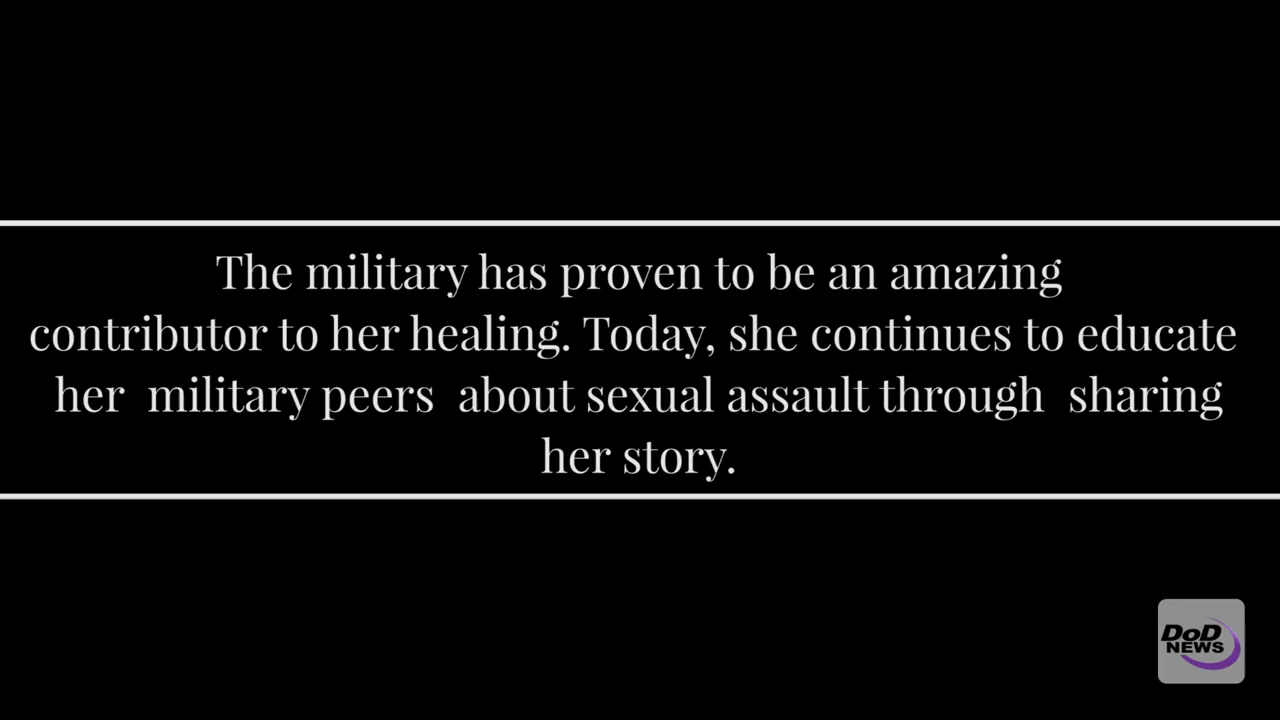 The military has proven to be an amazing
contributor to her healing. Today, she continues to educate
her  military peers  about sexual assault through  sharing
her story.
DoD
NEWS